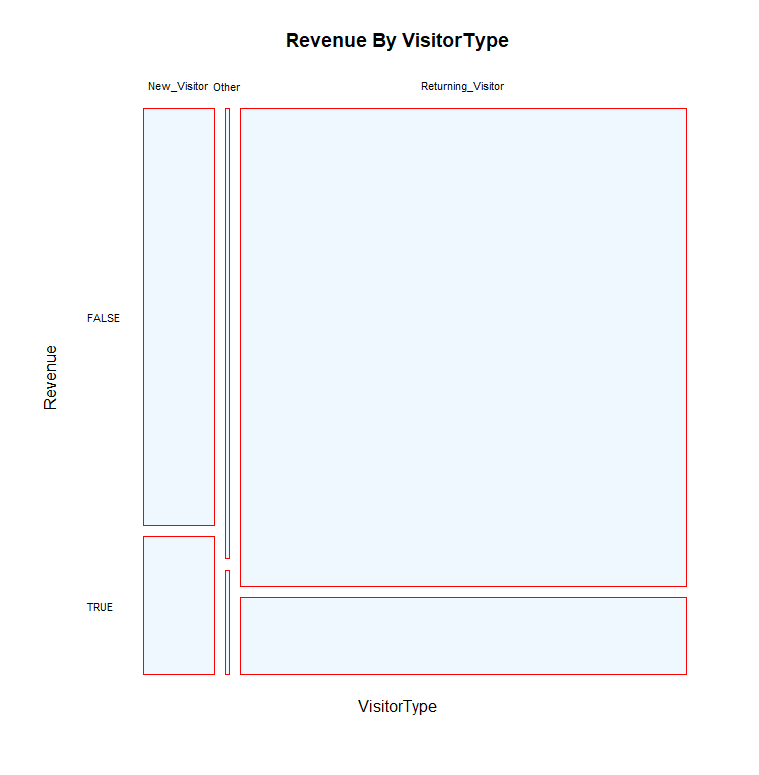 Revenue By VisitorType
New_Visitor Other Returning_Visitor
FALSE
Revenue
TRUE
VisitorType